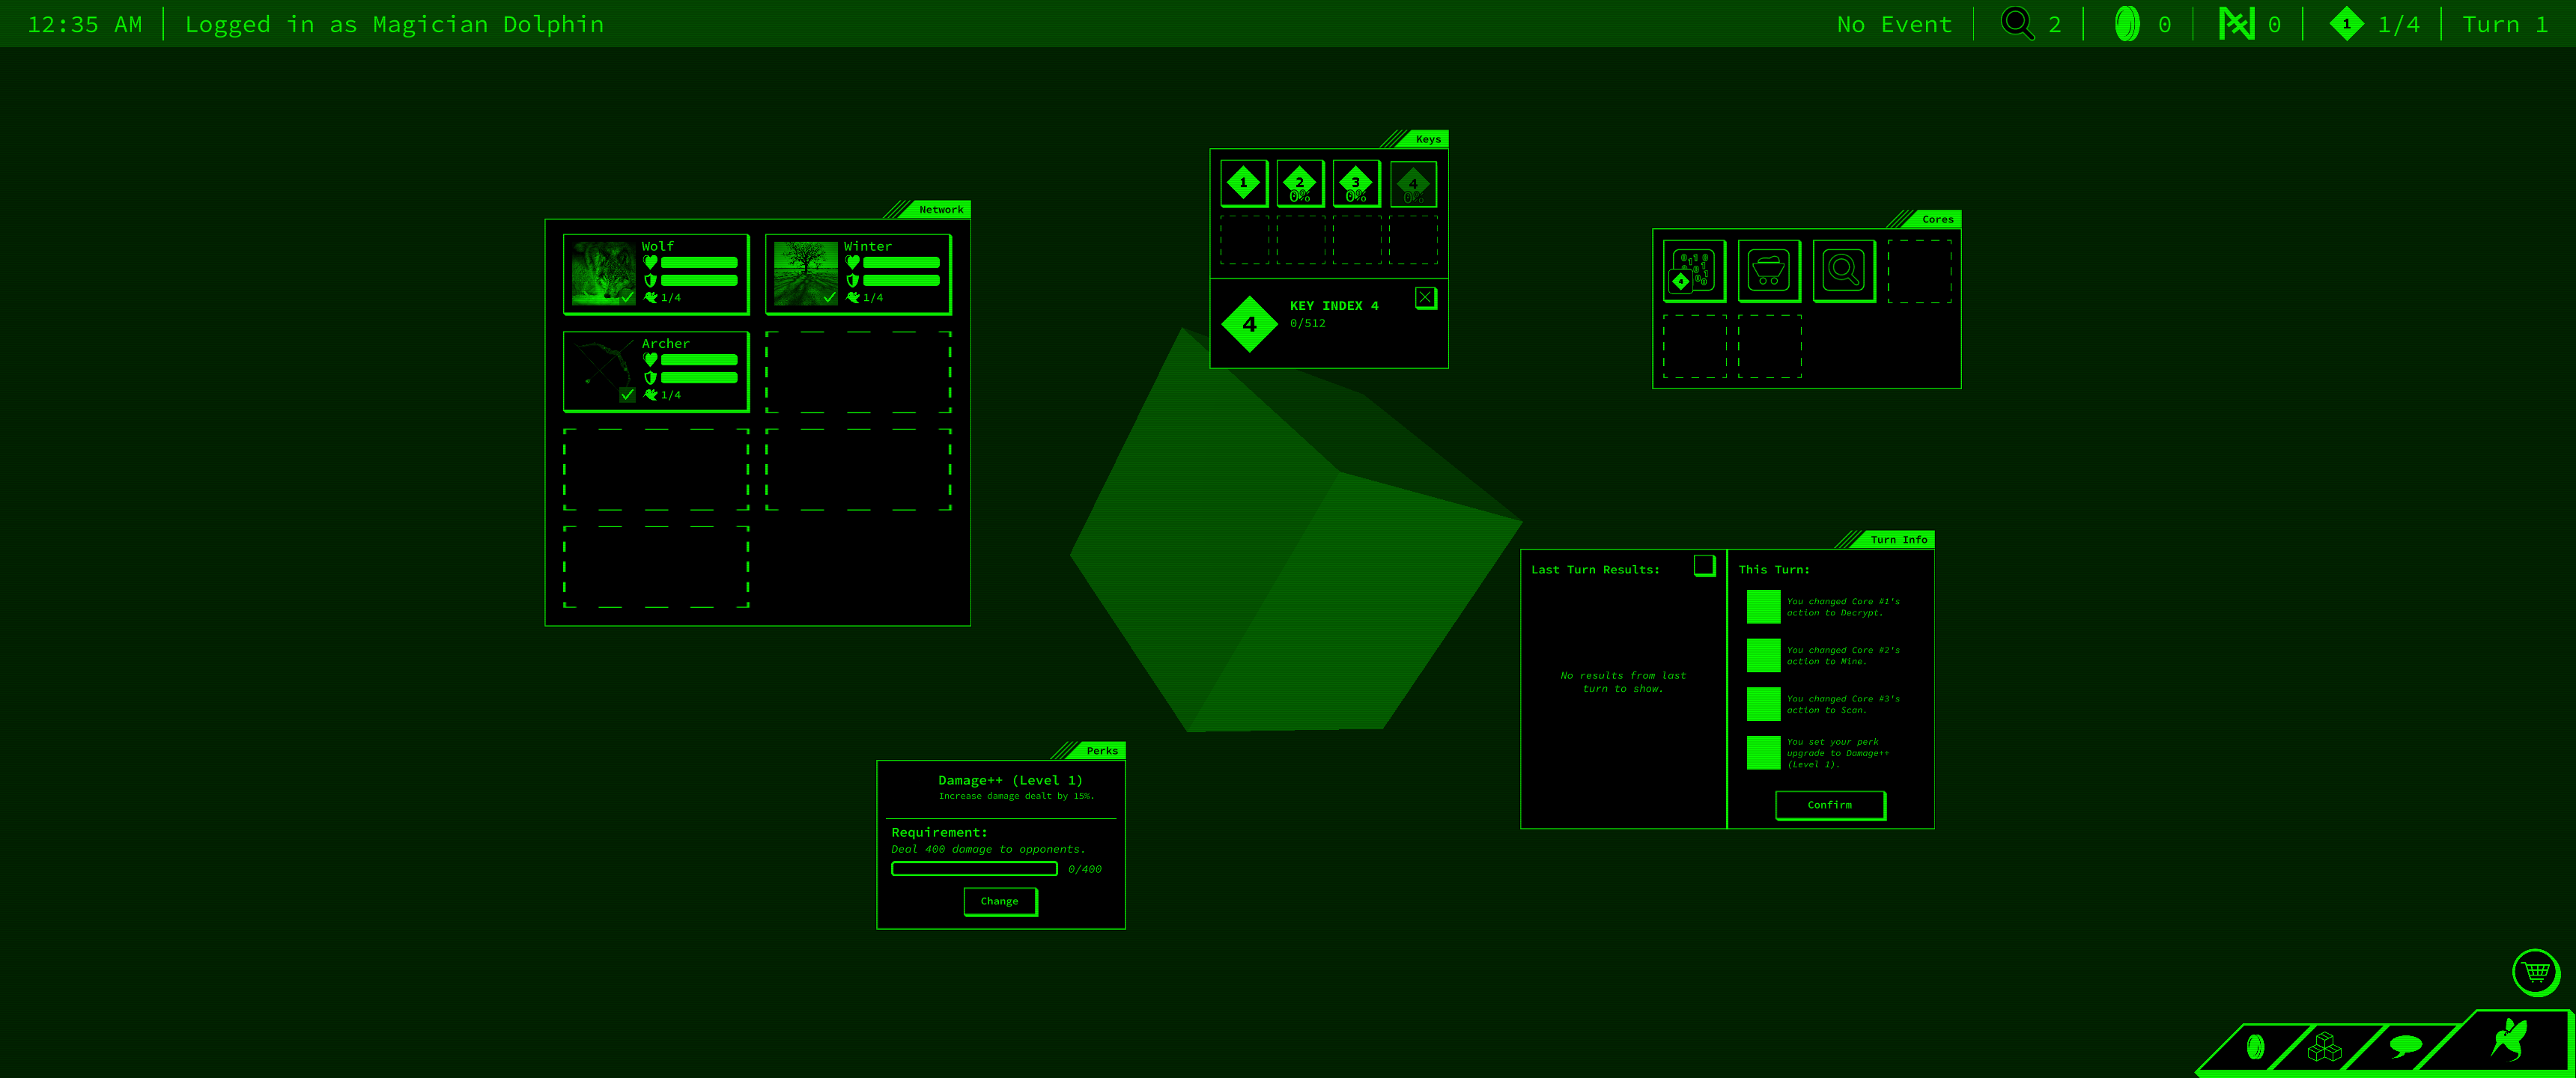 12:35 AM
Logged in as Magician Dolphin
No Event
2
0
0
1
1/4
Turn 1
Keys
1
2
0%
3
0%
4
0%
KEY INDEX 4
4
0/512
Network
Wolf
1/4
Winter
1/4
Archer
1/4
Cores
4
Turn Info
Last Turn Results:
No results from last
turn to show.
This Turn:
You changed Core #1's
action to Decrypt.
You changed Core #2's
action to Mine.
You changed Core #3's
action to Scan.
You set your perk
upgrade to Damage++
(Level 1).
Confirm
Perks
Damage++ (Level 1)
Increase damage dealt by 15%.
Requirement:
Deal 400 damage to opponents.
0/400
Change